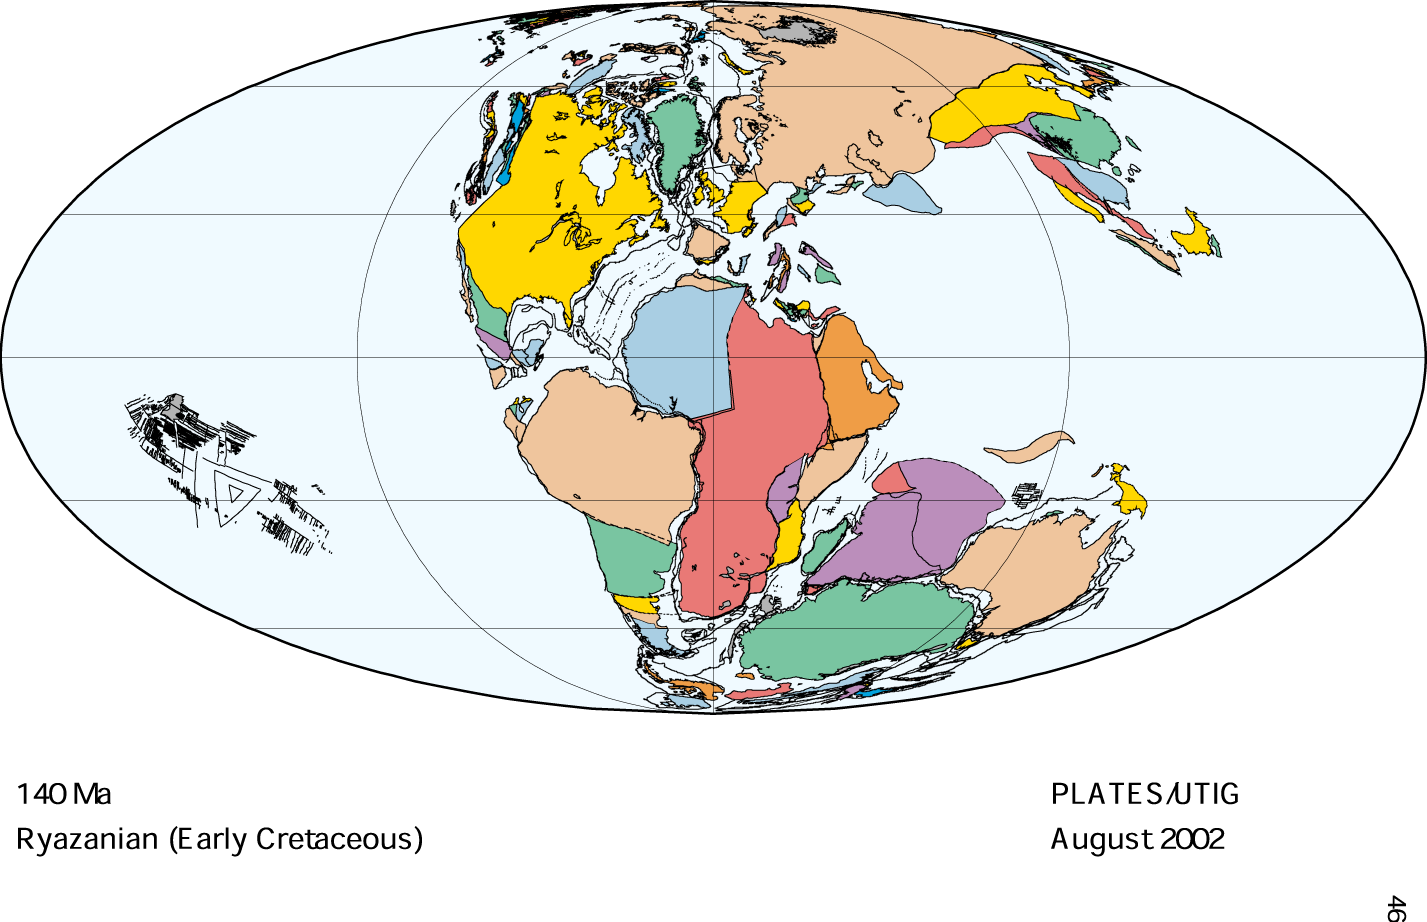 140 Ma
Ryazanian (Early Cretaceous)
PLATES/UTIG
August 2002
46